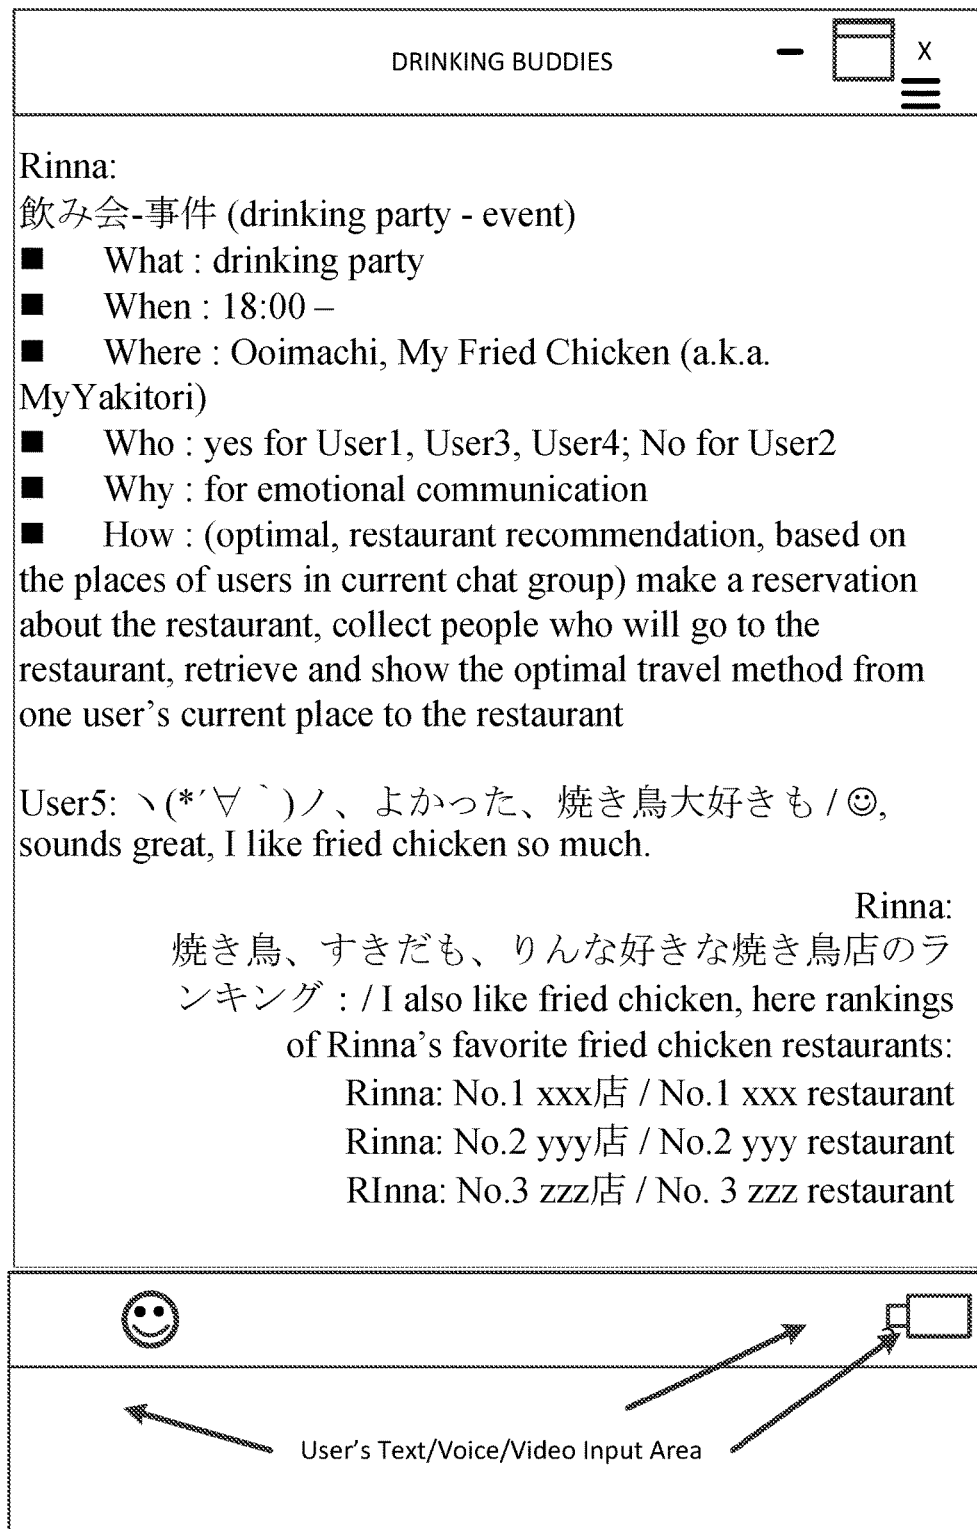 DRINKING BUDDIES
X
Rinna:
飲み会-事件 (drinking party - event)
■ What : drinking party
■ When : 18:00 –
■ Where : Ooimachi, My Fried Chicken (a.k.a.
MyYakitori)
■ Who : yes for User1, User3, User4; No for User2
■ Why : for emotional communication
■ How : (optimal, restaurant recommendation, based on
the places of users in current chat group) make a reservation
about the restaurant, collect people who will go to the
restaurant, retrieve and show the optimal travel method from
one user’s current place to the restaurant
User5: ヽ(*´∀｀)ノ、よかった、焼き鳥大好きも / ☺,
sounds great, I like fried chicken so much.
Rinna:
焼き鳥、すきだも、りんな好きな焼き鳥店のラ
ンキング : / I also like fried chicken, here rankings
of Rinna’s favorite fried chicken restaurants:
Rinna: No.1 xxx店 / No.1 xxx restaurant
Rinna: No.2 yyy店 / No.2 yyy restaurant
RInna: No.3 zzz店 / No. 3 zzz restaurant
User’s Text/Voice/Video Input Area